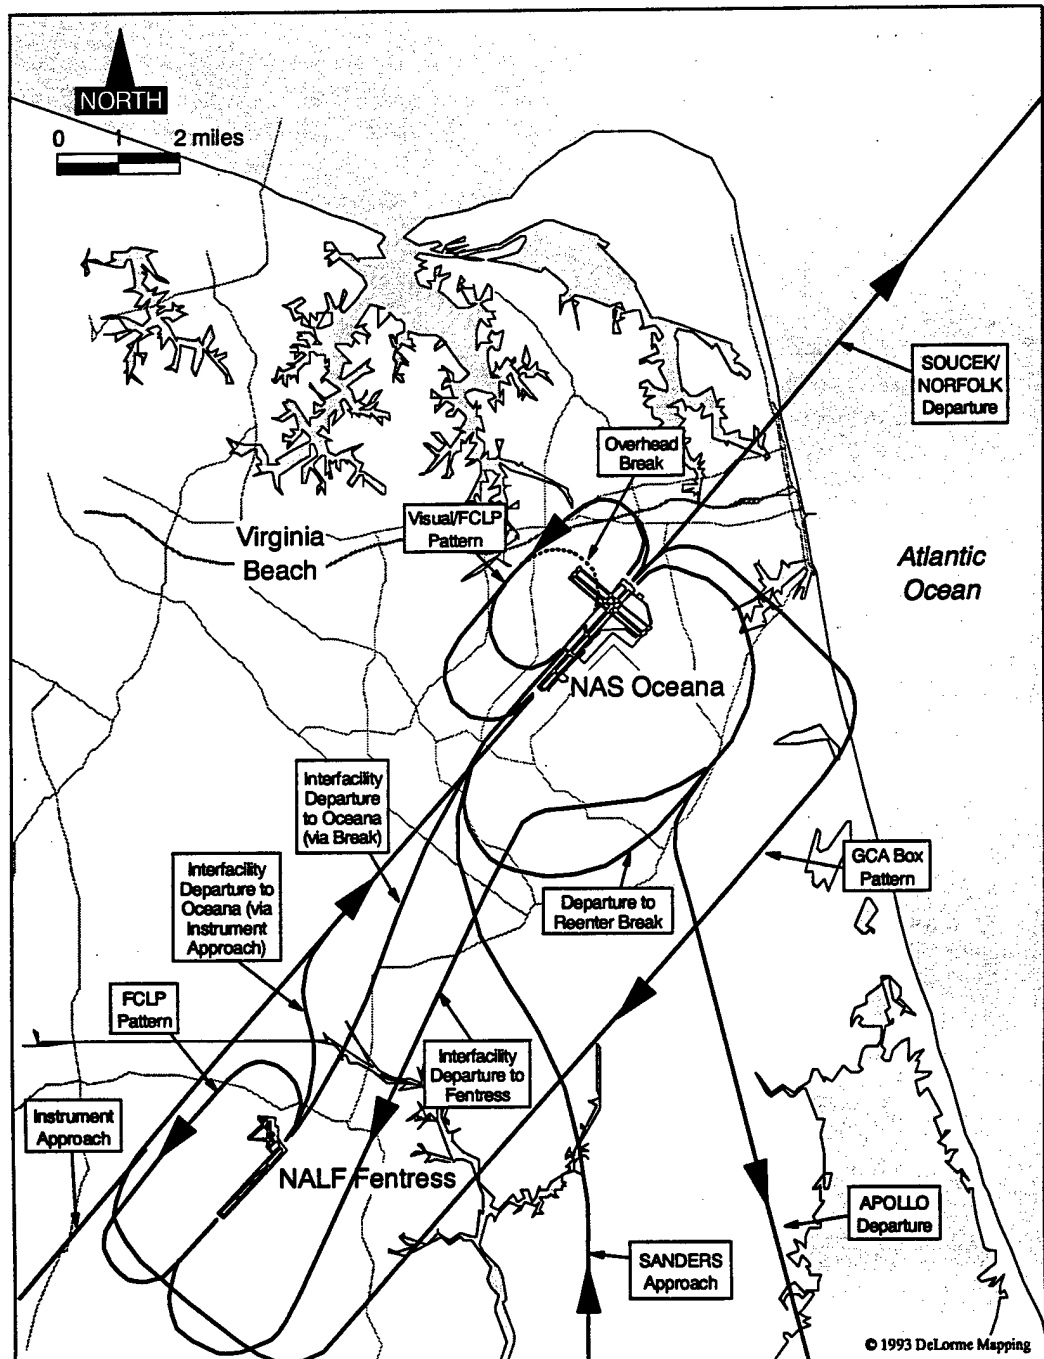 NORTH
0 1 2 miles
SOUCEK/
NORFOLK
Departure
Overhead
Break
Visual/FCLP
Pattern
Virginia
Beach
Atlantic
Ocean
NAS Oceana
Interfacility
Departure
to Oceana
(via Break)
GCA Box
Pattern
Interfacility
Departure to
Oceana (via
Instrument
Approach)
Departure to
Reenter Break
FCLP
Pattern
Interfacility
Departure to
Fentress
Instrument
Approach
NALF Fentress
APOLLO
Departure
SANDERS
Approach
© 1993 DeLorme Mapping